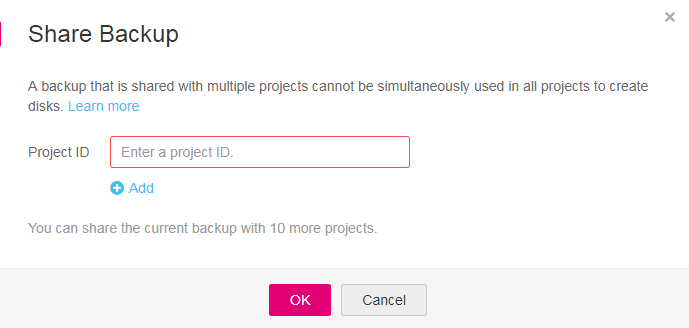 Share Backup
A backup that is shared with multiple projects cannot be simultaneously used in all projects to create
disks. Learn more
Project ID Enter a project ID.
Add
You can share the current backup with 10 more projects.
OK Cancel